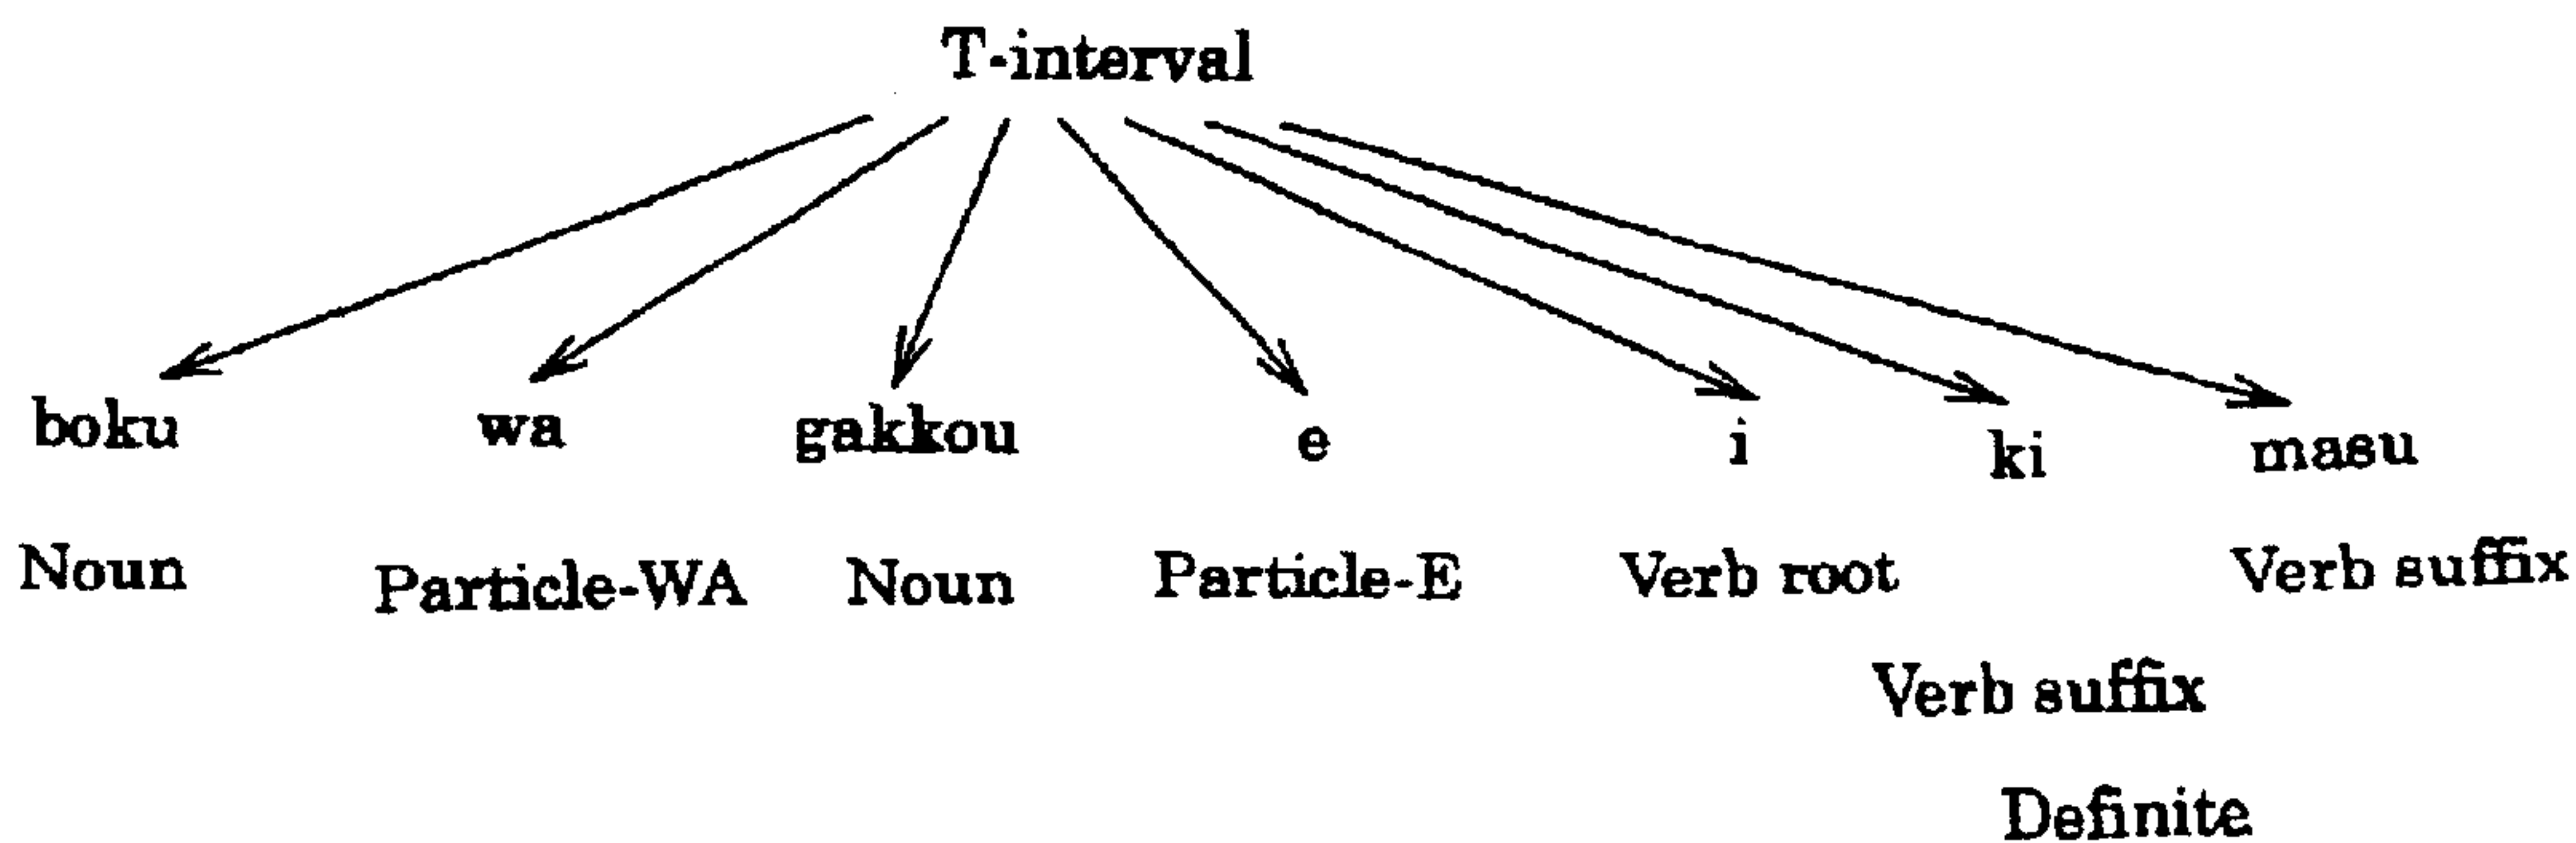 T-interval
boku wa gakkou e i ki masu
Noun Particle-WA Noun Particle-E Verb root Verb suffix
Verb suffix
Definite